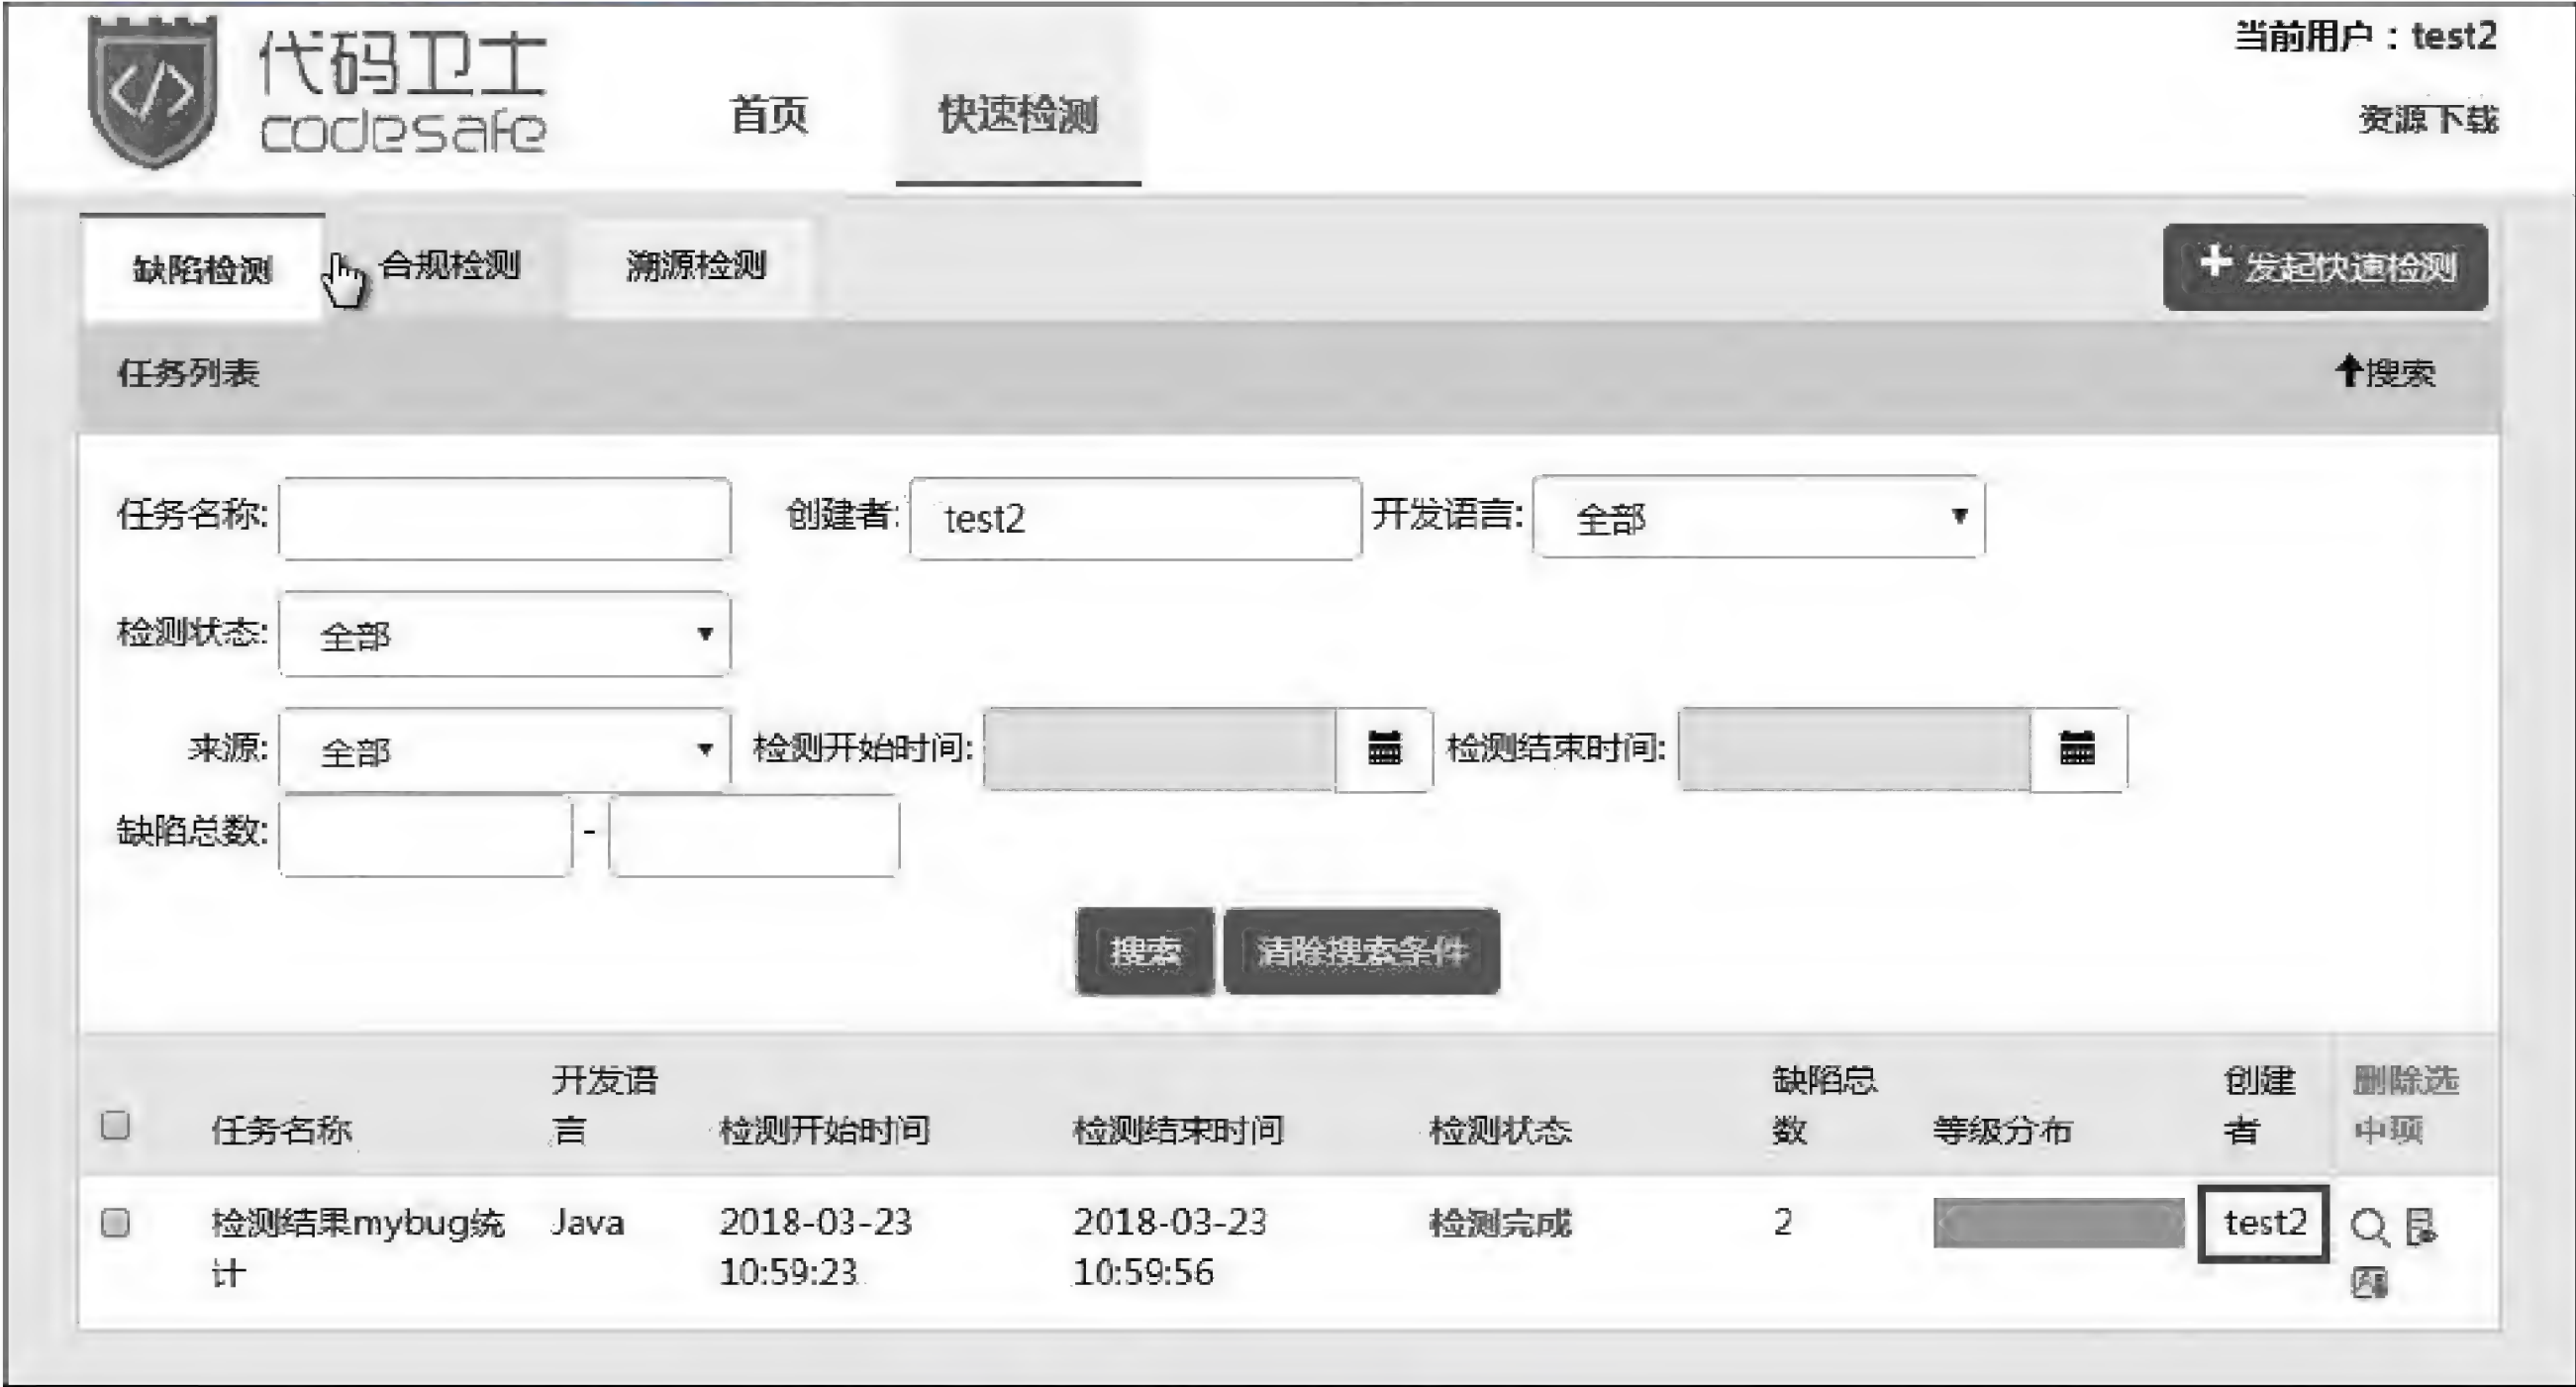 当前用户：test2
代码卫士
codesafe
首页
快速检测
资源下载
缺陷检测
合规检测
溯源检测
+ 发起快速检测
任务列表
搜索
任务名称:
创建者: test2
开发语言: 全部
检测状态: 全部
来源: 全部
检测开始时间:
检测结束时间:
缺陷总数: -
搜索
清除搜索条件
任务名称
开发语
言
检测开始时间
检测结束时间
检测状态
缺陷总
数
等级分布
创建
者
删除选
中项
检测结果mybug统
计
Java
2018-03-23
10:59:23
2018-03-23
10:59:56
检测完成
2
test2